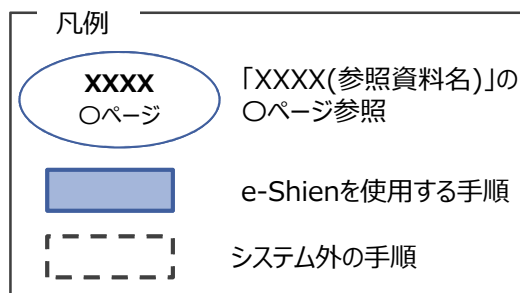 凡例
XXXX
〇ページ
「XXXX(参照資料名)」の
〇ページ参照
e-Shienを使用する手順
システム外の手順